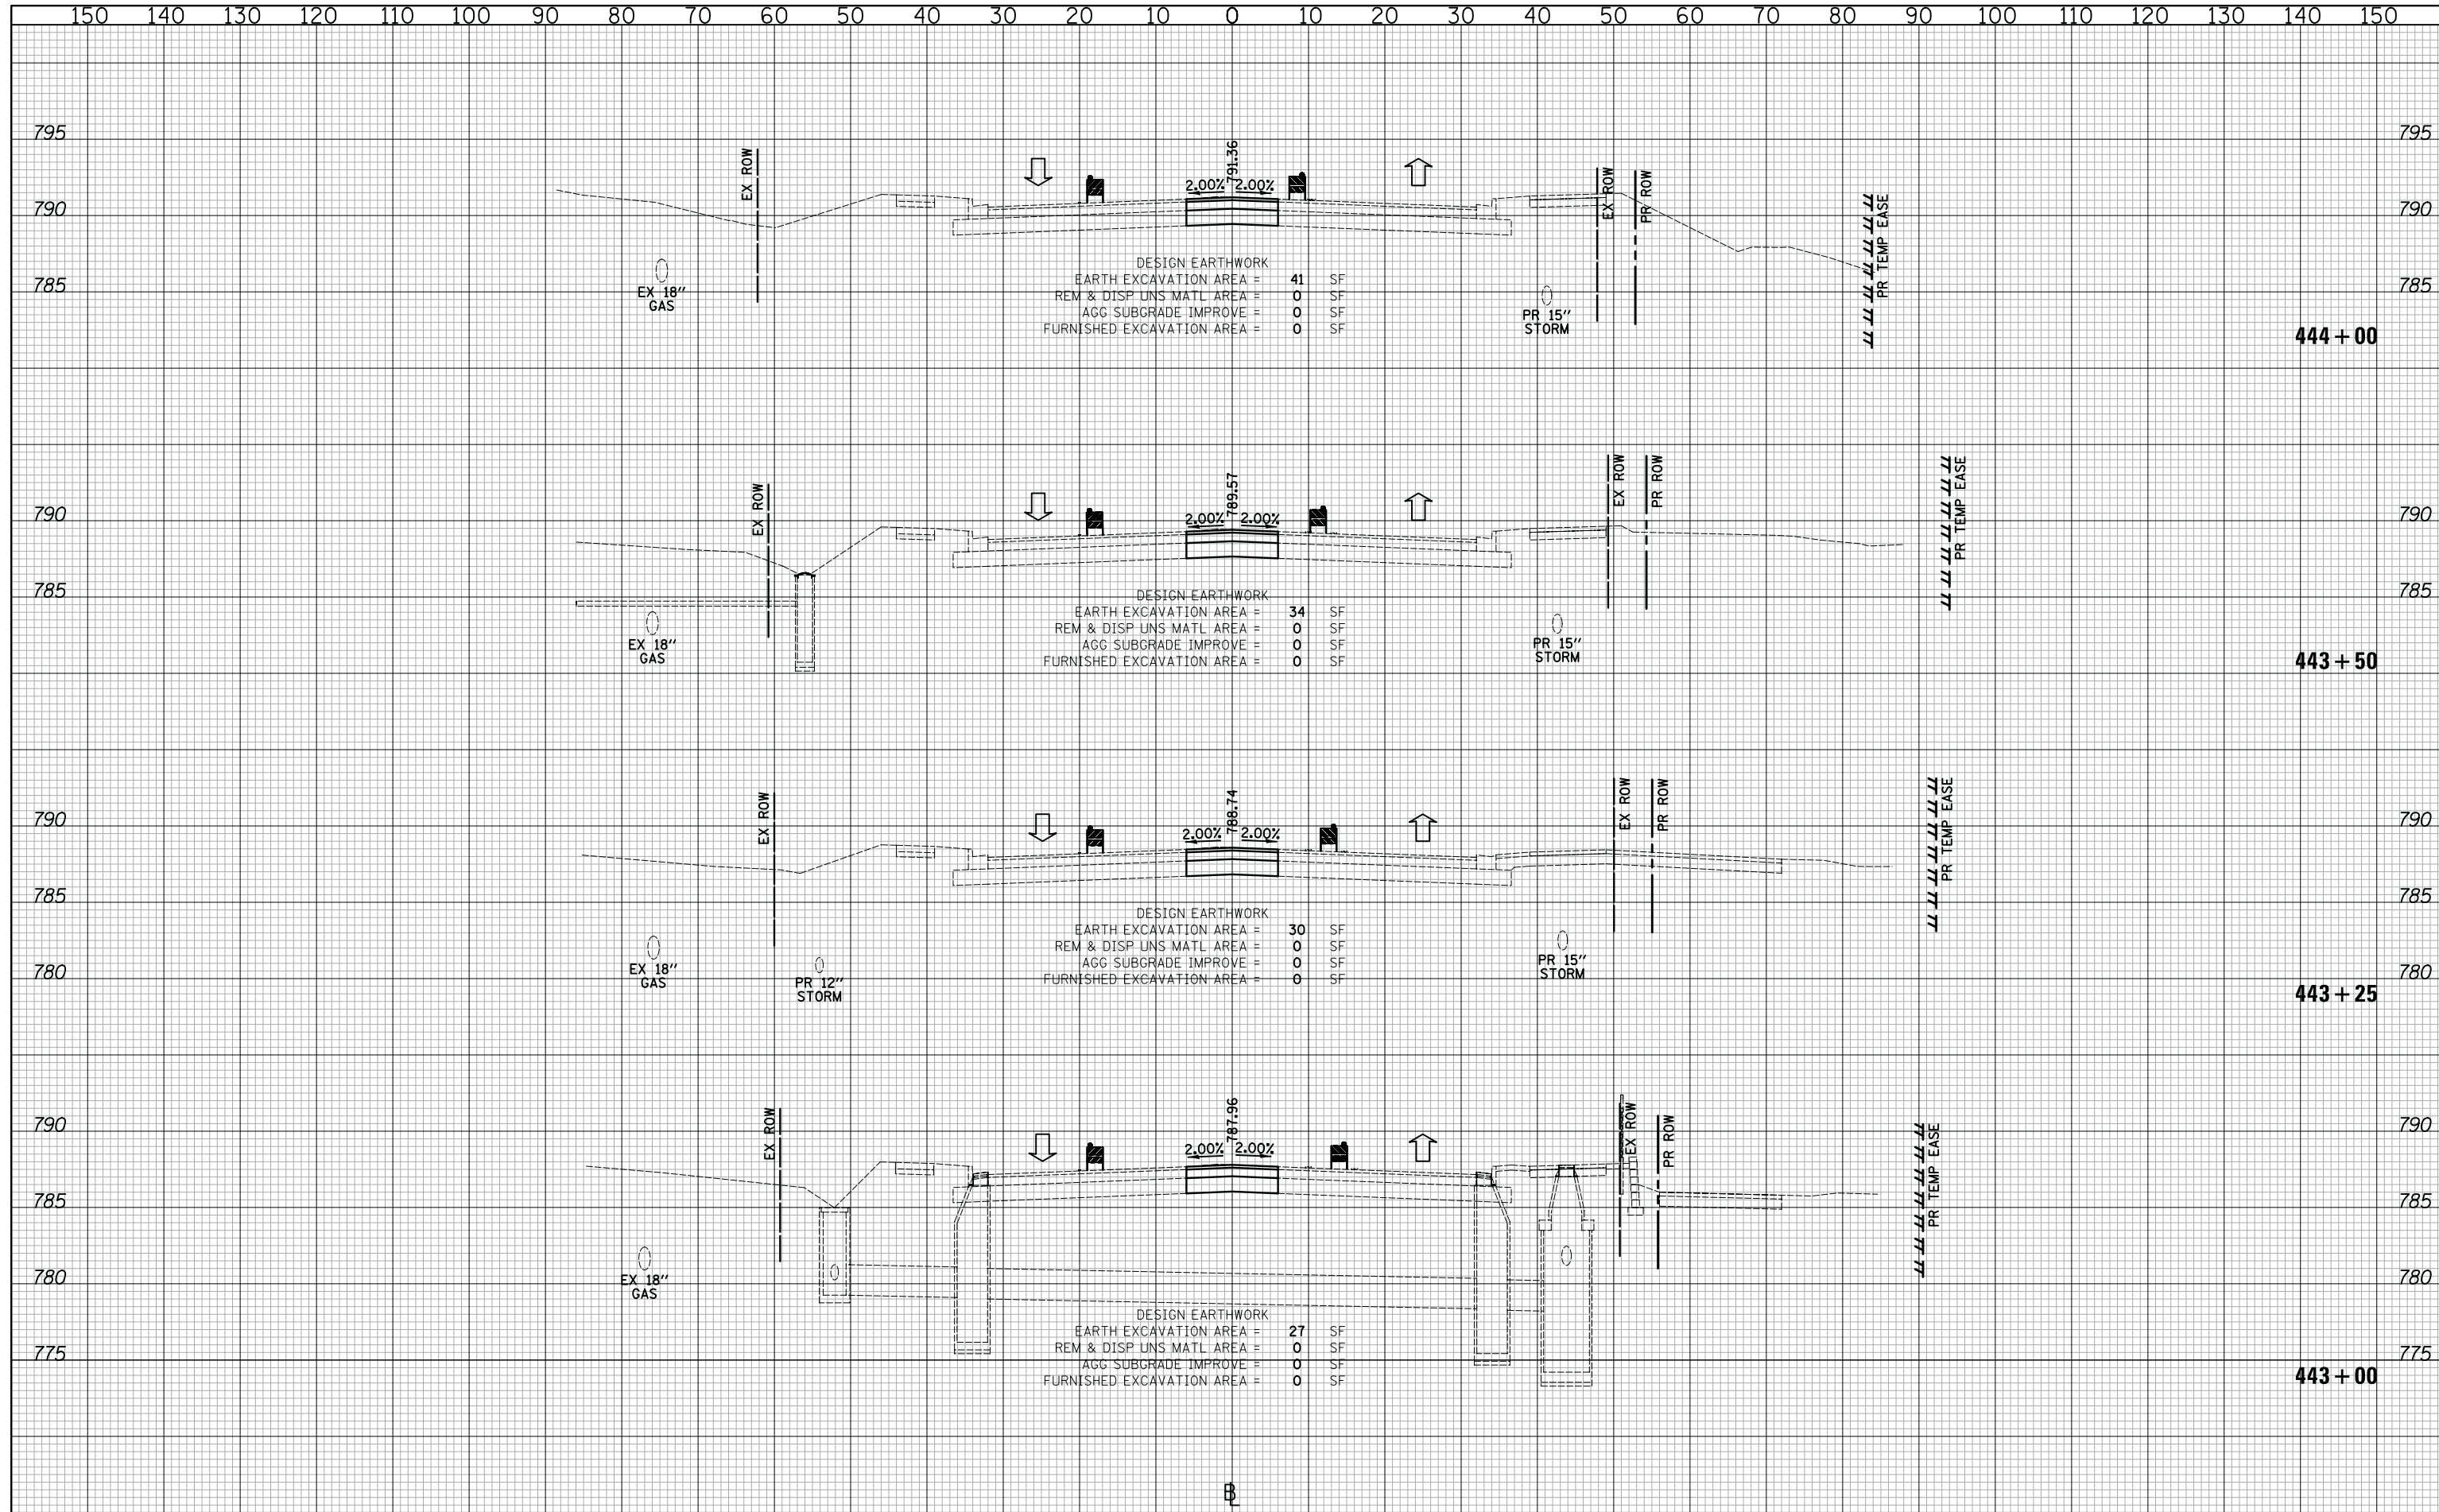 150 140 130 120 110 100 90 80 70 60 50 40 30 20 10 0 10 20 30 40 50 60 70 80 90 100 110 120 130 140 150
795 795
EX ROW
791.36
2.00% 2.00%
EX ROW
PR ROW
790 790
PR TEMP EASE
DESIGN EARTHWORK
EARTH EXCAVATION AREA = 41 SF
REM & DISP UNS MATL AREA = 0 SF
AGG SUBGRADE IMPROVE = 0 SF
FURNISHED EXCAVATION AREA = 0 SF
785 785
EX 18"
GAS
PR 15"
STORM
444+00
EX ROW
789.57
2.00% 2.00%
EX ROW
PR ROW
PR TEMP EASE
790 790
785 785
DESIGN EARTHWORK
EARTH EXCAVATION AREA = 34 SF
REM & DISP UNS MATL AREA = 0 SF
AGG SUBGRADE IMPROVE = 0 SF
FURNISHED EXCAVATION AREA = 0 SF
EX 18"
GAS
PR 15"
STORM
443+50
EX ROW
788.74
2.00% 2.00%
EX ROW
PR ROW
PR TEMP EASE
790 790
785 785
DESIGN EARTHWORK
EARTH EXCAVATION AREA = 30 SF
REM & DISP UNS MATL AREA = 0 SF
AGG SUBGRADE IMPROVE = 0 SF
FURNISHED EXCAVATION AREA = 0 SF
EX 18"
GAS
PR 12"
STORM
PR 15"
STORM
780 780
443+25
EX ROW
787.96
2.00% 2.00%
EX ROW
PR ROW
PR TEMP EASE
790 790
785 785
EX 18"
GAS
780 780
DESIGN EARTHWORK
EARTH EXCAVATION AREA = 27 SF
REM & DISP UNS MATL AREA = 0 SF
AGG SUBGRADE IMPROVE = 0 SF
FURNISHED EXCAVATION AREA = 0 SF
775 775
443+00
BL